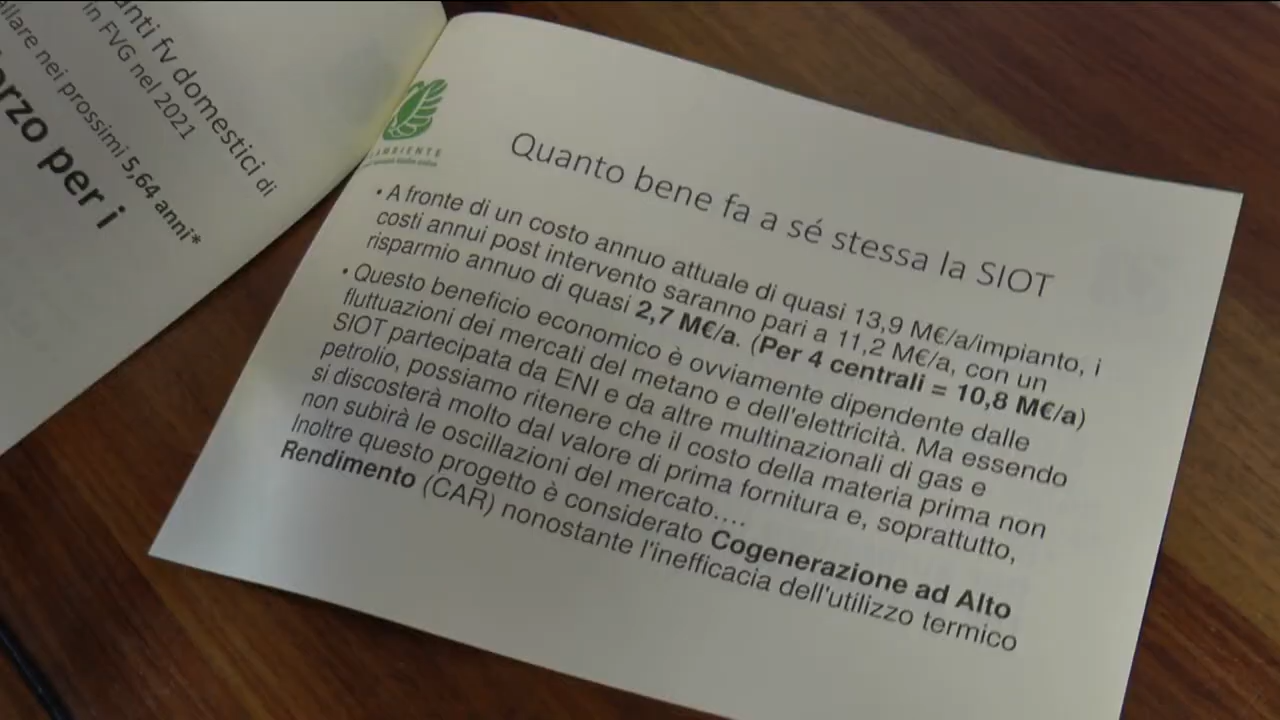 anti fv domestici di
in FVG nel 2021
allare nei prossimi 5,64 anni*
orzo per i
AMBIENTE
Quanto bene fa a sé stessa la SIOT
• A fronte di un costo annuo attuale di quasi 13,9 M€/a/impianto, i
costi annui post intervento saranno pari a 11,2 M€/a, con un
risparmio annuo di quasi 2,7 M€/a. (Per 4 centrali = 10,8 M€/a)
• Questo beneficio economico è ovviamente dipendente dalle
fluttuazioni dei mercati del metano e dell'elettricità. Ma essendo
SIOT partecipata da ENI e da altre multinazionali di gas e
petrolio, possiamo ritenere che il costo della materia prima non
si discosterà molto dal valore di prima fornitura e, soprattutto,
non subirà le oscillazioni del mercato….
Inoltre questo progetto è considerato Cogenerazione ad Alto
Rendimento (CAR) nonostante l'inefficacia dell'utilizzo termico